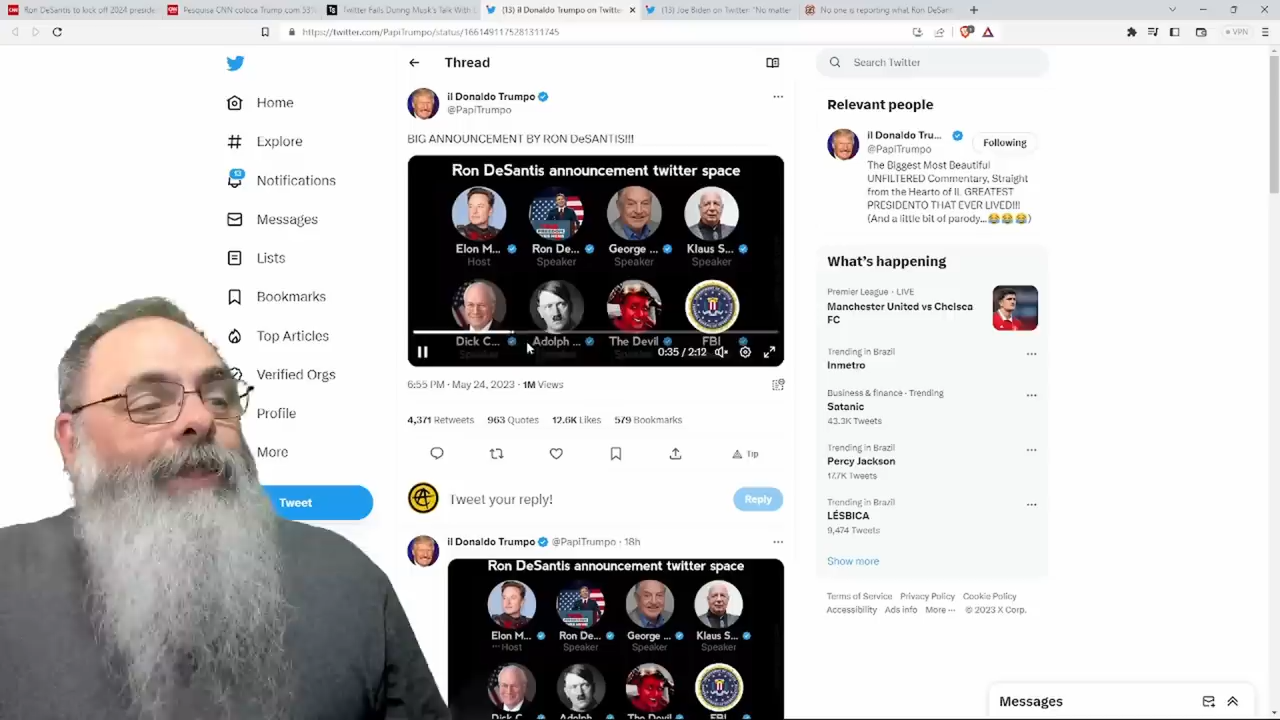 Ron DeSantis to kick off 2024 preside
Pesquisa CNN coloca Trump com 53%
Twitter Fails During Musk's Talk With
(13) il Donaldo Trumpo on Twitter
(13) Joe Biden on Twitter: "No matter
No one is reporting what Ron DeSan
https://twitter.com/PapiTrumpo/status/1661491175281311745
VPN
Home
Explore
13
Notifications
Messages
Lists
Bookmarks
Top Articles
Verified Orgs
Profile
More
Tweet
Thread
il Donaldo Trumpo
@PapiTrumpo
BIG ANNOUNCEMENT BY RON DeSANTIS!!!
Ron DeSantis announcement twitter space
Elon M... Ron De... George ... Klaus S...
Host Speaker Speaker Speaker
Dick C... Adolph ... The Devil FBI
0:35 / 2:12
6:55 PM · May 24, 2023 · 1M Views
4,371 Retweets 963 Quotes 12.6K Likes 579 Bookmarks
Tip
Tweet your reply!
Reply
il Donaldo Trumpo @PapiTrumpo · 18h
Ron DeSantis announcement twitter space
Elon M... Ron De... George ... Klaus S...
Host Speaker Speaker Speaker
Dick C... Adolph ... The Devil FBI
Search Twitter
Relevant people
il Donaldo Tru...
@PapiTrumpo
Following
The Biggest Most Beautiful
UNFILTERED Commentary, Straight
from the Hearto of IL GREATEST
PRESIDENTO THAT EVER LIVED!!!
(And a little bit of parody...😂😂😂)
What's happening
Premier League · LIVE
Manchester United vs Chelsea
FC
Trending in Brazil
Inmetro
Business & finance · Trending
Satanic
43.3K Tweets
Trending in Brazil
Percy Jackson
17.7K Tweets
Trending in Brazil
LÉSBICA
9,474 Tweets
Show more
Terms of Service Privacy Policy Cookie Policy
Accessibility Ads info More ··· © 2023 X Corp.
Messages